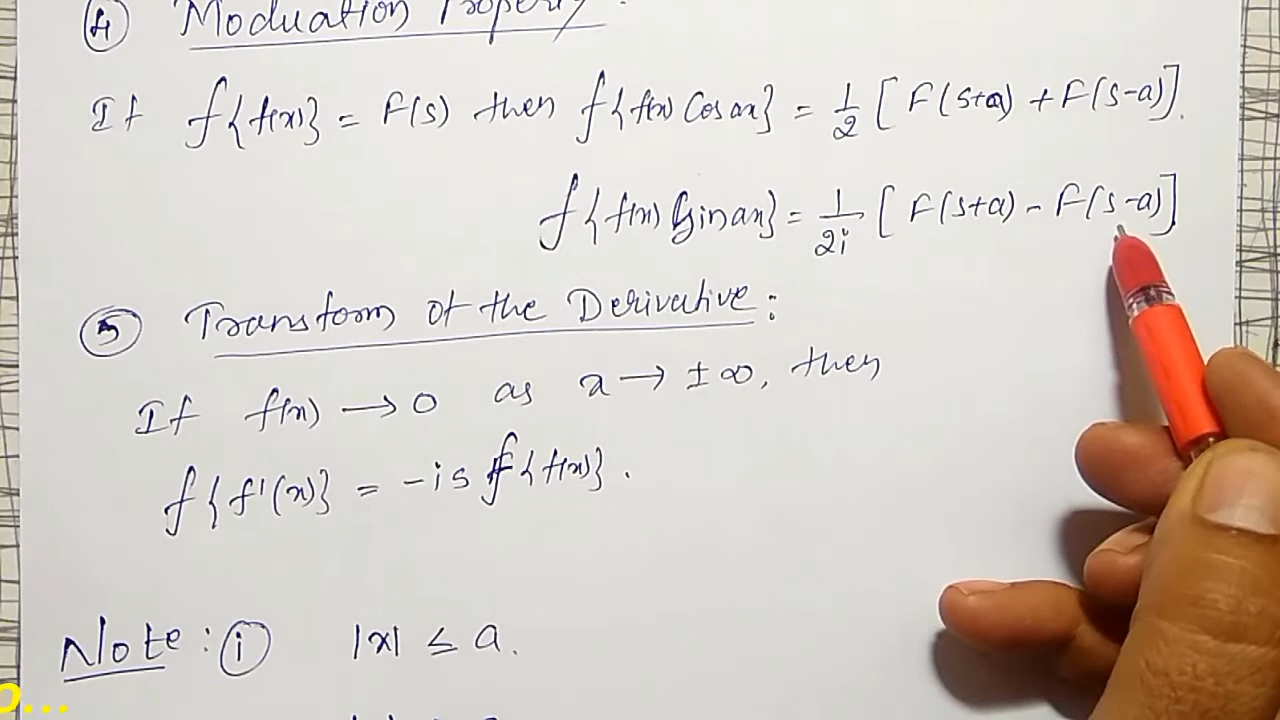 ④ Moduation Property:
If f{f(x)} = F(s) then f{f(x) Cos ax} = 1/2 [F(s+a) + F(s-a)].
f{f(x) Sin ax} = 1/2i [F(s+a) - F(s-a)]
⑤ Transform of the Derivative:
If f(x) → 0 as x → ±∞, then
f{f'(x)} = -is f{f(x)}.
Note: ⓘ |x| ≤ a.